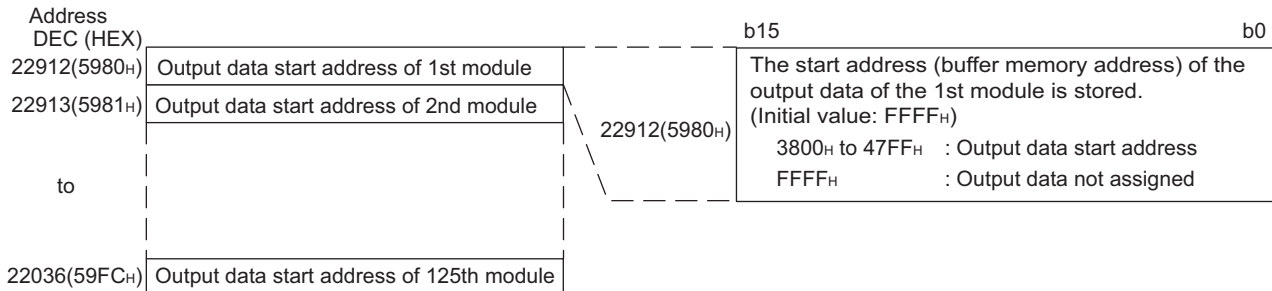 Address
DEC (HEX)
22912(5980H) Output data start address of 1st module
22913(5981H) Output data start address of 2nd module
to
22036(59FCH) Output data start address of 125th module
b15 b0
22912(5980H)
The start address (buffer memory address) of the
output data of the 1st module is stored.
(Initial value: FFFFH)
3800H to 47FFH : Output data start address
FFFFH : Output data not assigned